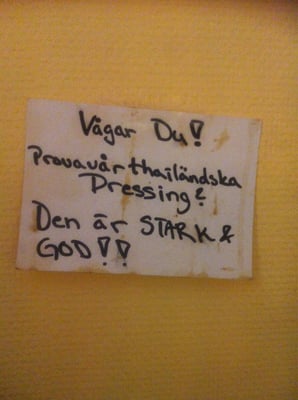 Vågar Du!
Prova vår thailändska
Dressing?
Den är STARK &
GOD!!